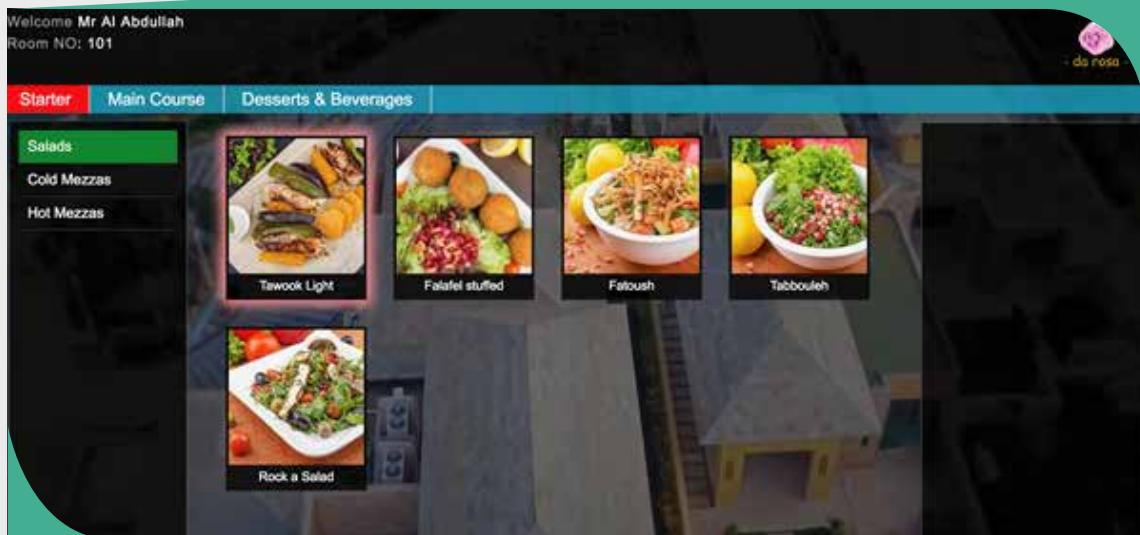 Welcome Mr Al Abdullah
Room NO: 101
- da rosa -
Starter Main Course Desserts & Beverages
Salads
Cold Mezzas
Hot Mezzas
Tawook Light Falafel stuffed Fatoush Tabbouleh
Rock a Salad